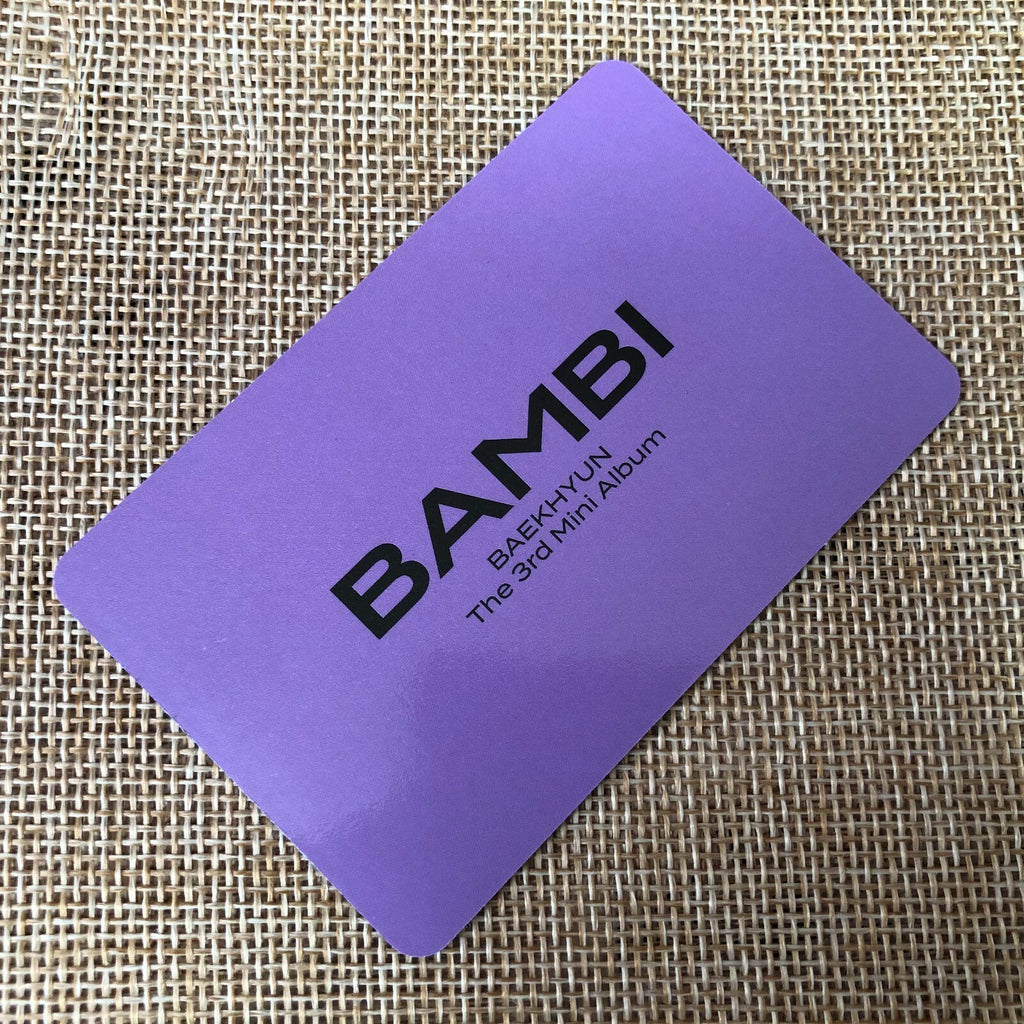 BAMBI
BAEKHYUN
The 3rd Mini Album